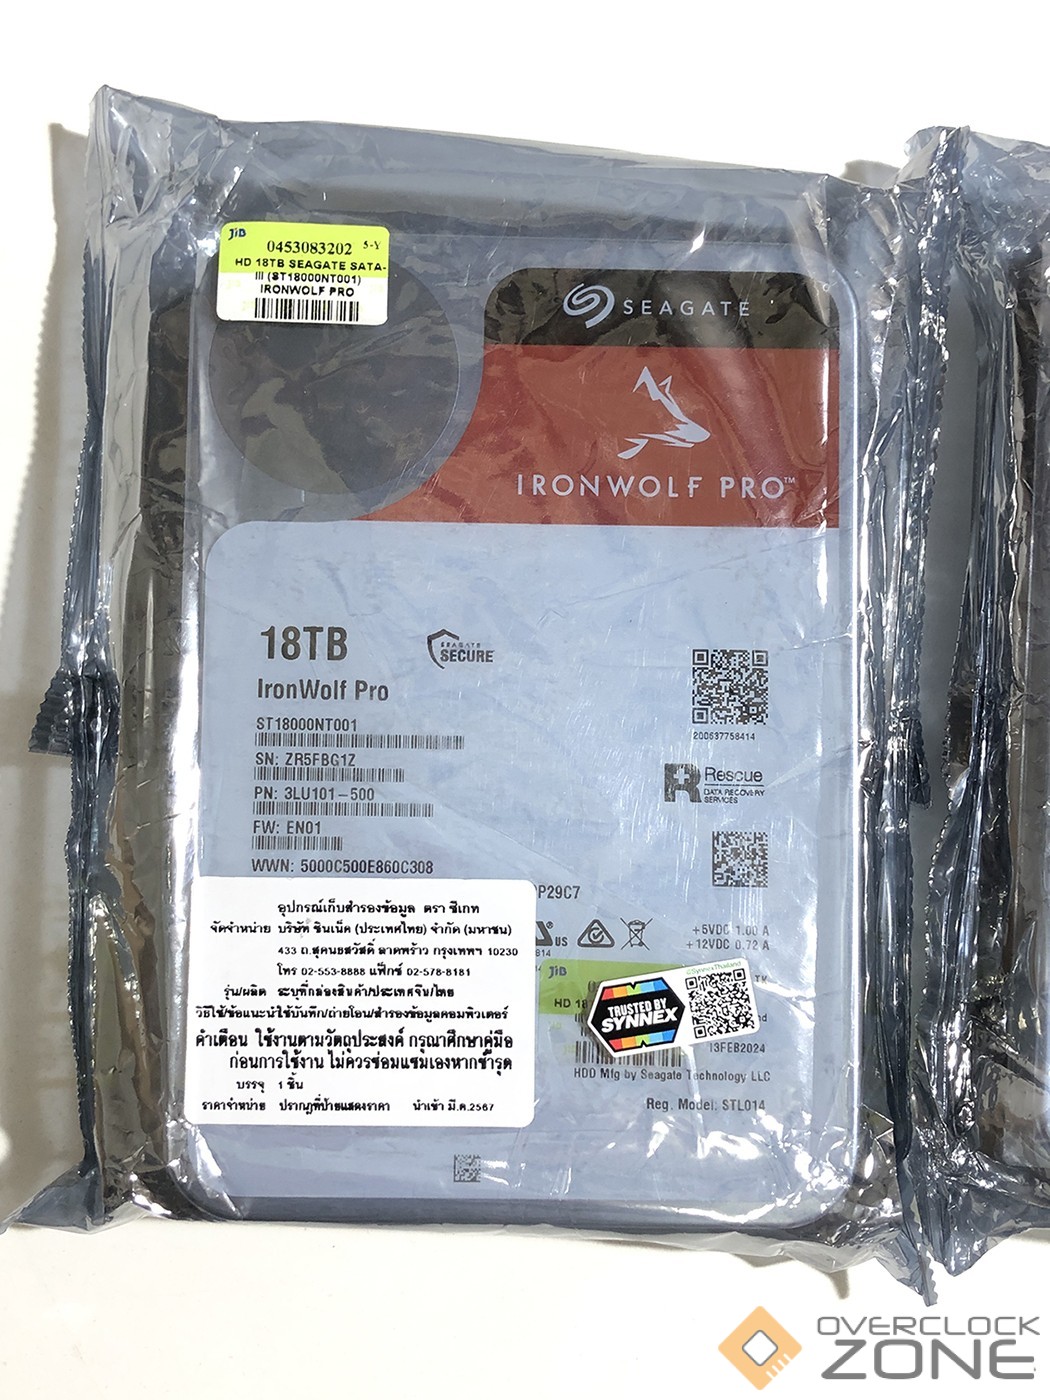 JIB
0453083202 5-Y
HD 18TB SEAGATE SATA-
III (ST18000NT001)
IRONWOLF PRO
SEAGATE
IRONWOLF PRO™
18TB
SEAGATE
SECURE
IronWolf Pro
ST18000NT001
200637758414
SN: ZR5FBG1Z
PN: 3LU101-500
Rescue
DATA RECOVERY
SERVICES
FW: EN01
WWN: 5000C500E860C308
P29C7
อุปกรณ์เก็บสำรองข้อมูล ตรา ซีเกท
จัดจำหน่าย บริษัท ซินเน็ค (ประเทศไทย) จำกัด (มหาชน)
433 ถ.สุคนธสวัสดิ์ ลาดพร้าว กรุงเทพฯ 10230
โทร 02-553-8888 แฟ็กซ์ 02-578-8181
รุ่น/ผลิต ระบุที่กล่องสินค้า/ประเทศจีน/ไทย
วิธีใช้/ข้อแนะนำ ใช้บันทึก/ถ่ายโอน/สำรองข้อมูลคอมพิวเตอร์
คำเตือน ใช้งานตามวัตถุประสงค์ กรุณาศึกษาคู่มือ
ก่อนการใช้งาน ไม่ควรซ่อมแซมเองหากชำรุด
บรรจุ 1 ชิ้น
ราคาจำหน่าย ปรากฏที่ป้ายแสดงราคา นำเข้า มี.ค.2567
US
+5VDC 1.00 A
+12VDC 0.72 A
JIB
HD 18
@SynnexThailand
TRUSTED BY
SYNNEX
13FEB2024
HDD Mfg by Seagate Technology LLC
Reg. Model: STL014
OVERCLOCK
ZONE